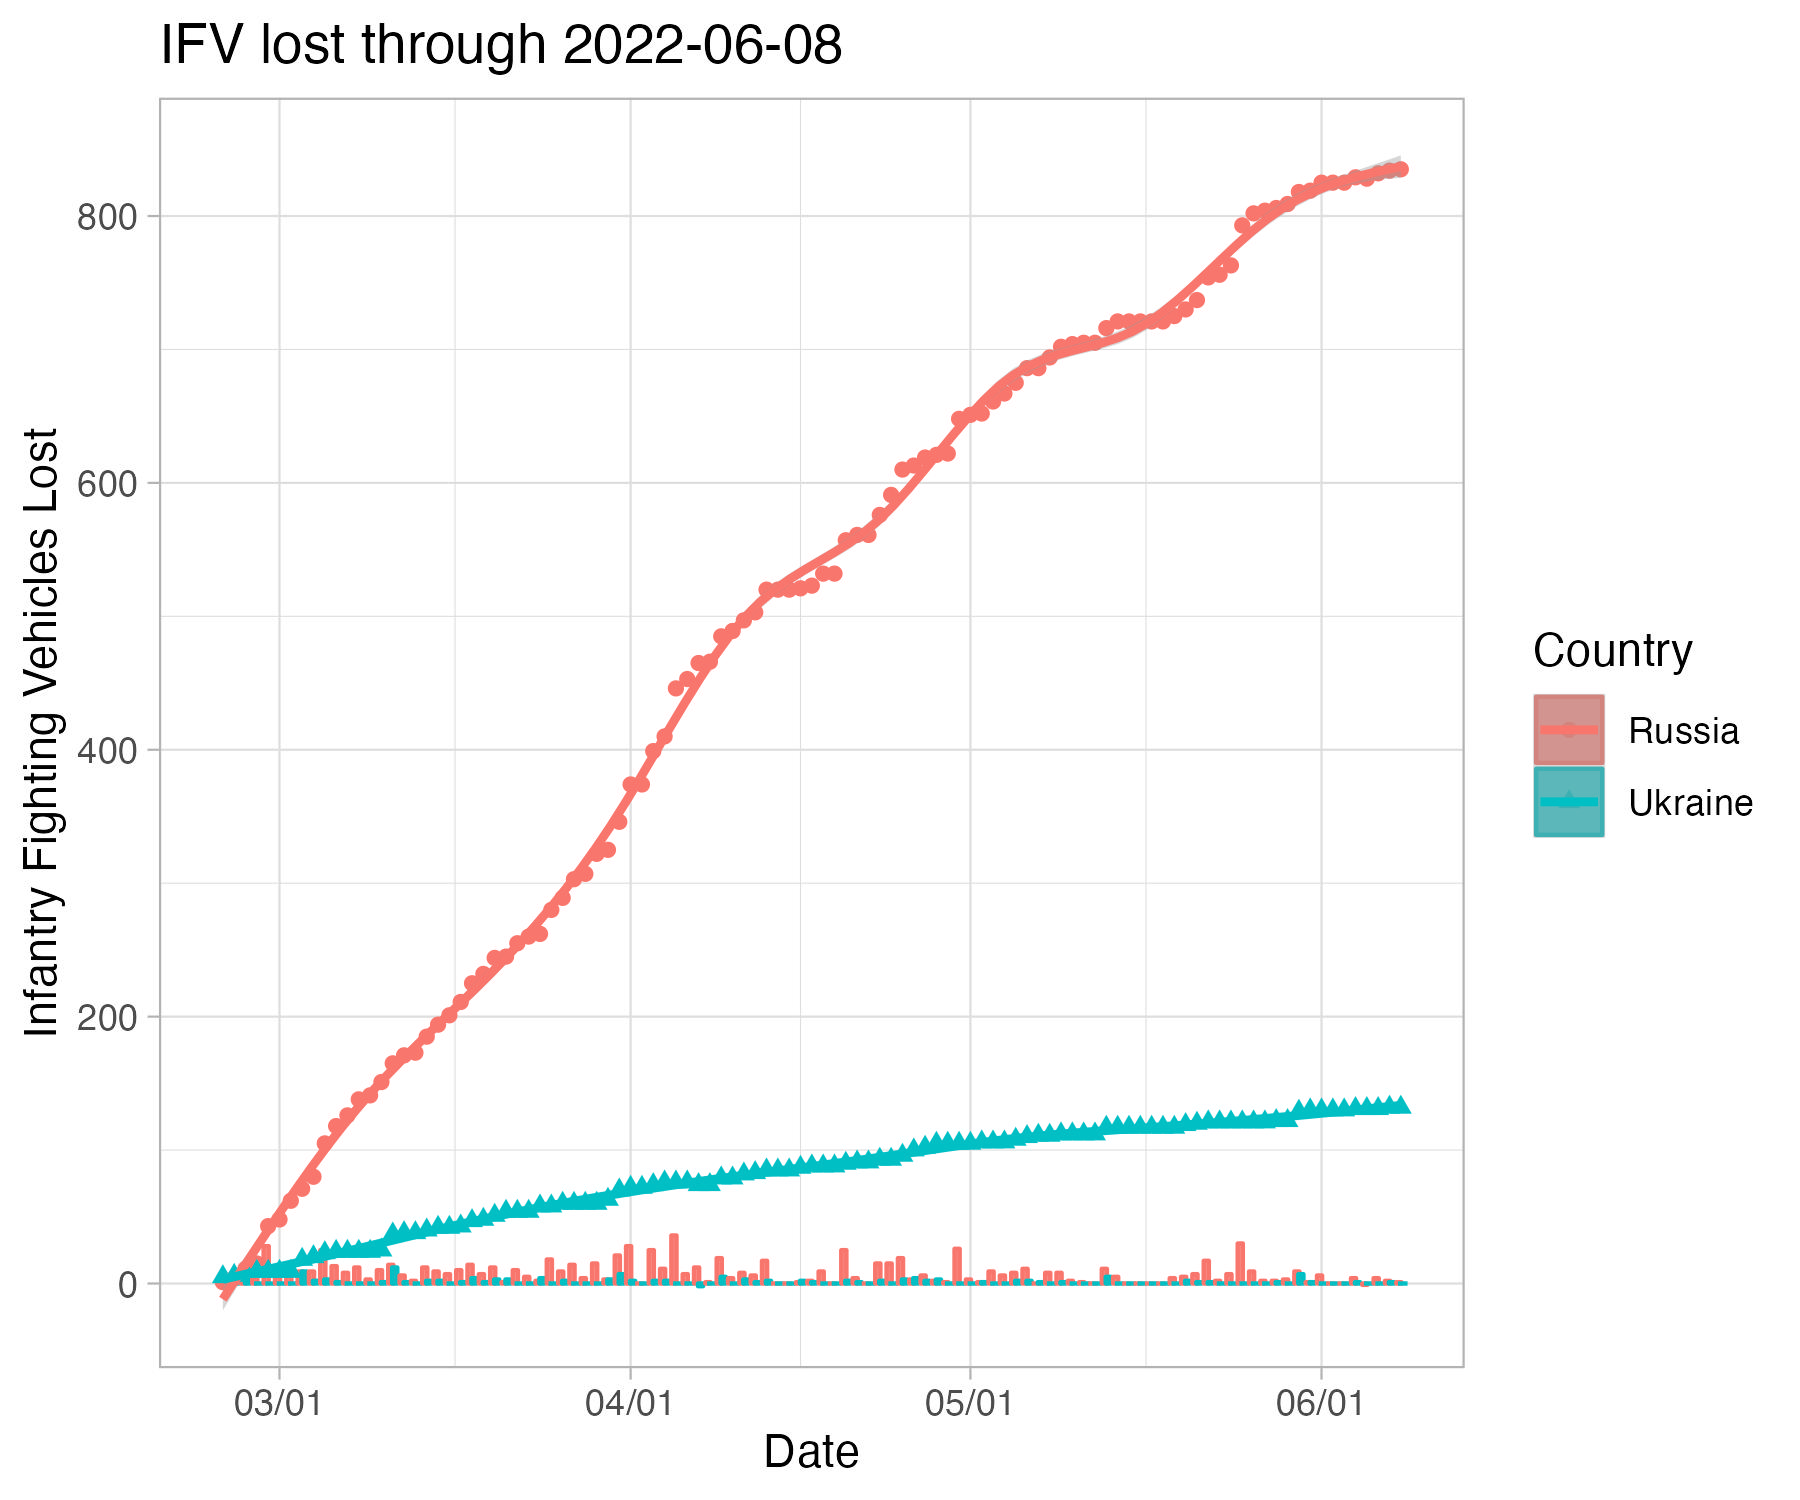 IFV lost through 2022-06-08
Infantry Fighting Vehicles Lost
800
600
400
200
0
03/01
04/01
05/01
06/01
Date
Country
Russia
Ukraine